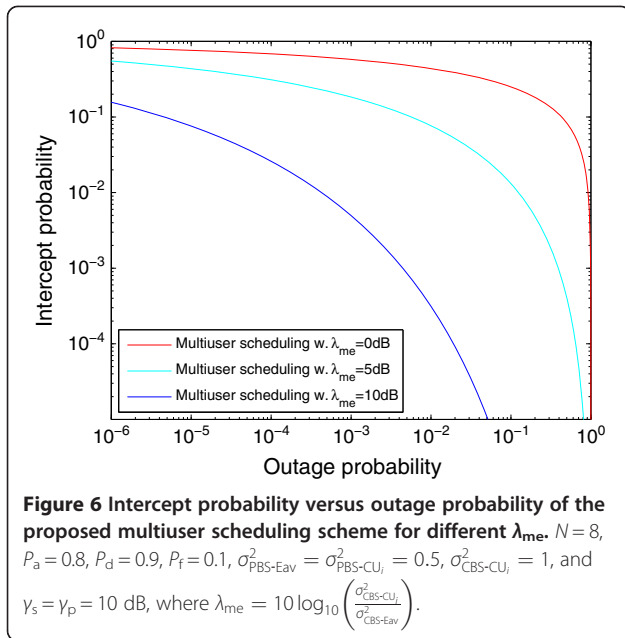 10⁰
10⁻¹
10⁻²
10⁻³
10⁻⁴
Intercept probability
Multiuser scheduling w. λme=0dB
Multiuser scheduling w. λme=5dB
Multiuser scheduling w. λme=10dB
10⁻⁶ 10⁻⁵ 10⁻⁴ 10⁻³ 10⁻² 10⁻¹ 10⁰
Outage probability
Figure 6 Intercept probability versus outage probability of the
proposed multiuser scheduling scheme for different λme. N = 8,
Pa = 0.8, Pd = 0.9, Pf = 0.1, σ²PBS-Eav = σ²PBS-CUi = 0.5, σ²CBS-CUi = 1, and
γs = γp = 10 dB, where λme = 10 log10(σ²CBS-CUi / σ²CBS-Eav).